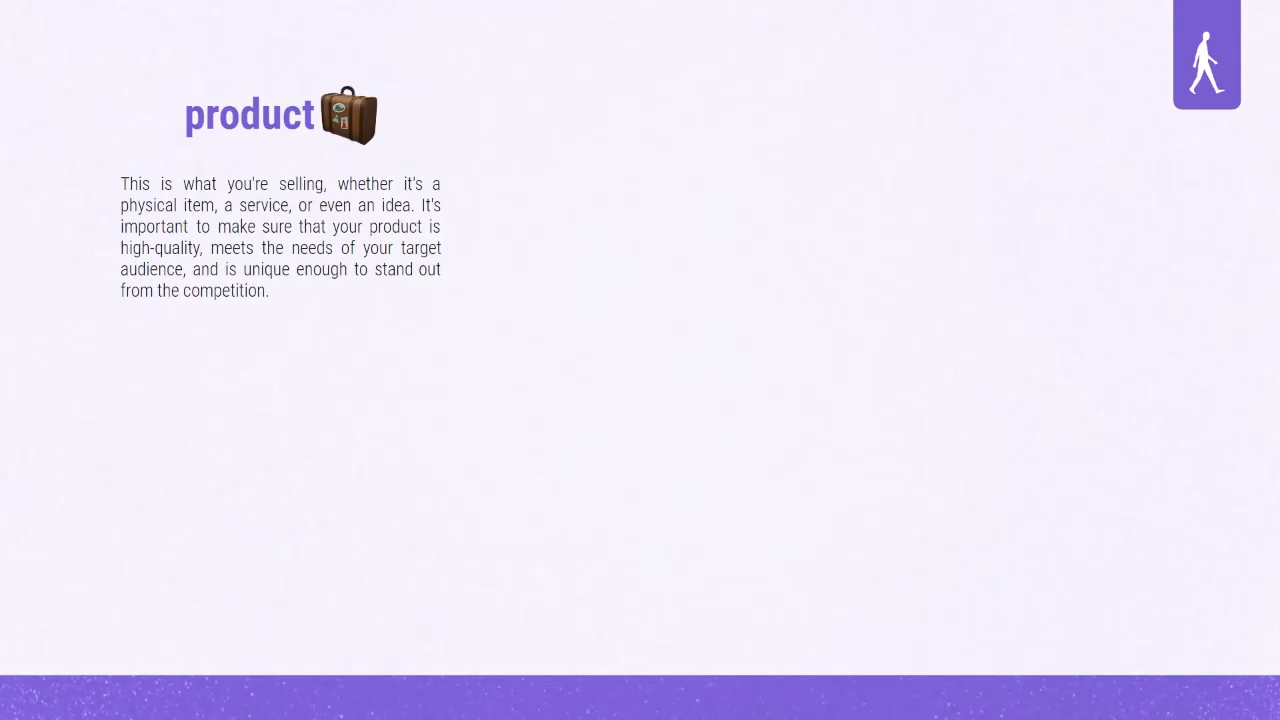 product
This is what you're selling, whether it's a
physical item, a service, or even an idea. It's
important to make sure that your product is
high-quality, meets the needs of your target
audience, and is unique enough to stand out
from the competition.